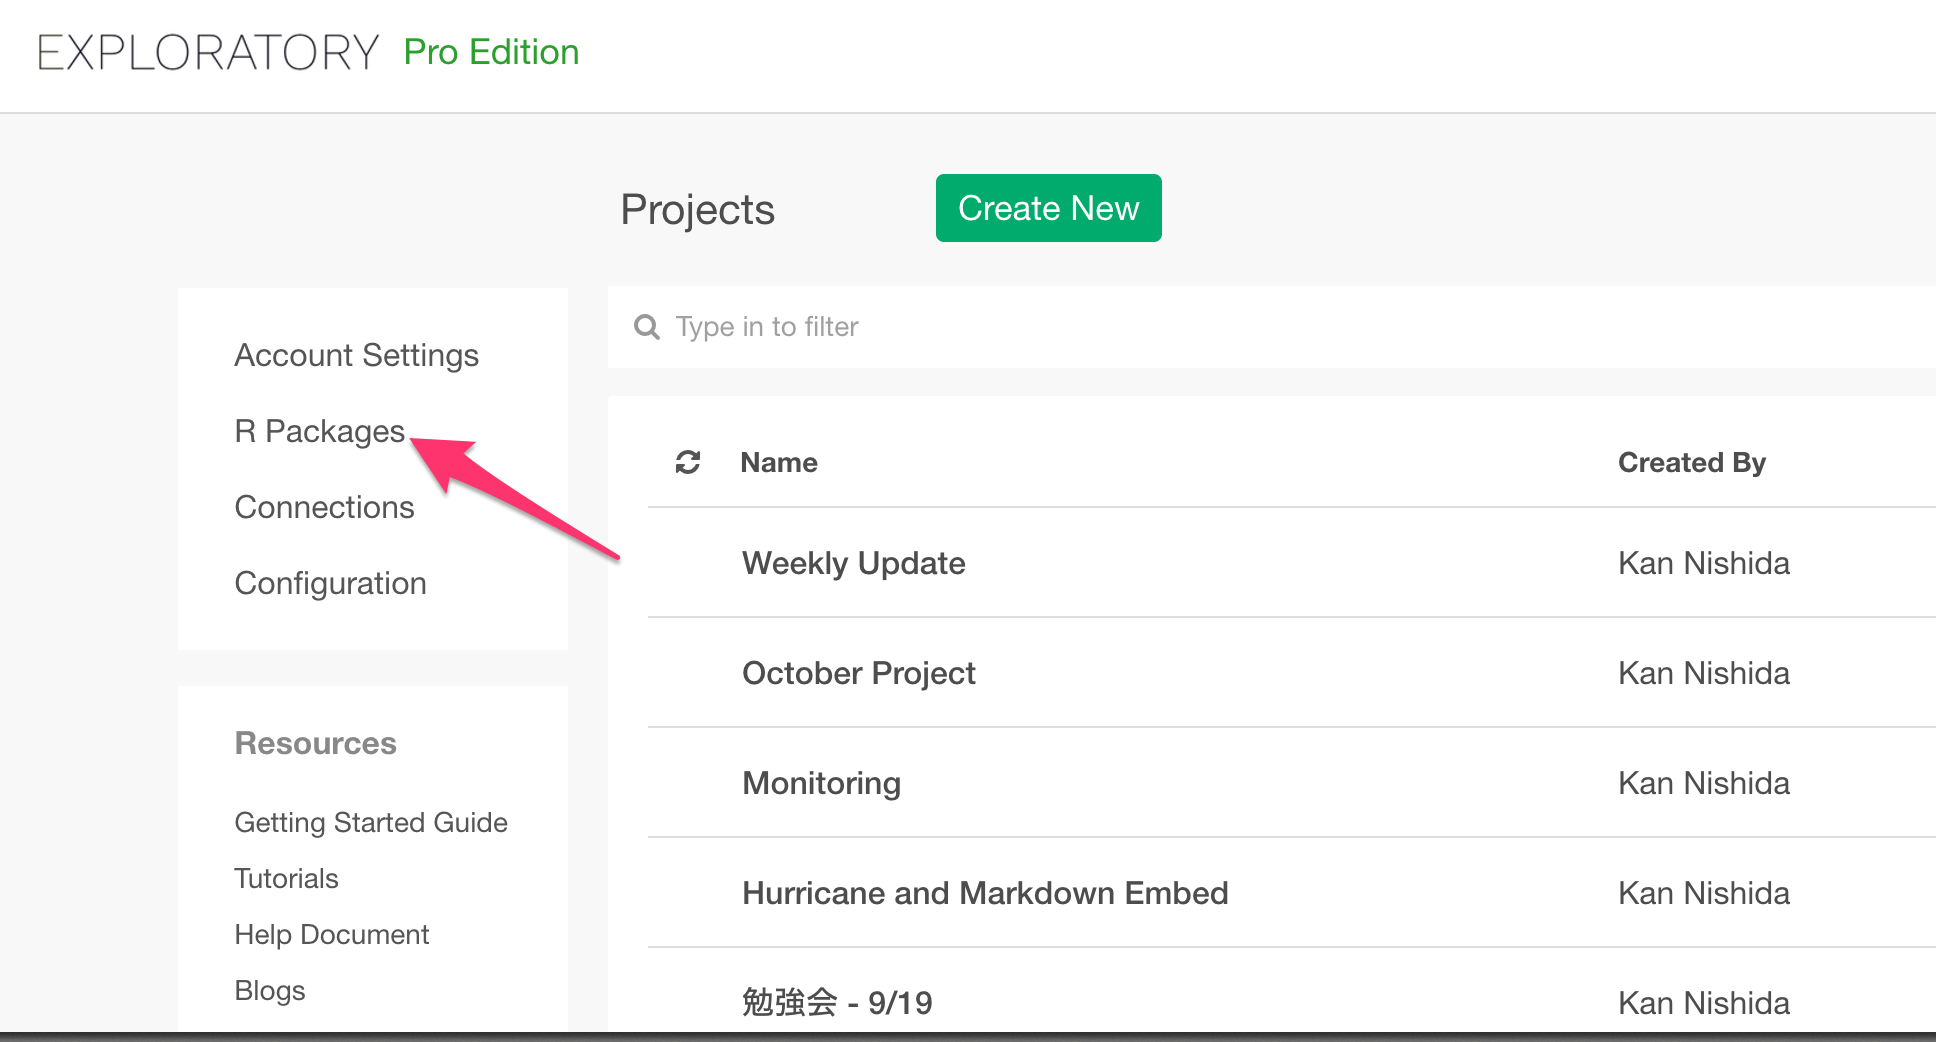 EXPLORATORY Pro Edition
Projects
Create New
Account Settings
R Packages
Connections
Configuration
Resources
Getting Started Guide
Tutorials
Help Document
Blogs
Type in to filter
Name Created By
Weekly Update Kan Nishida
October Project Kan Nishida
Monitoring Kan Nishida
Hurricane and Markdown Embed Kan Nishida
勉強会 - 9/19 Kan Nishida